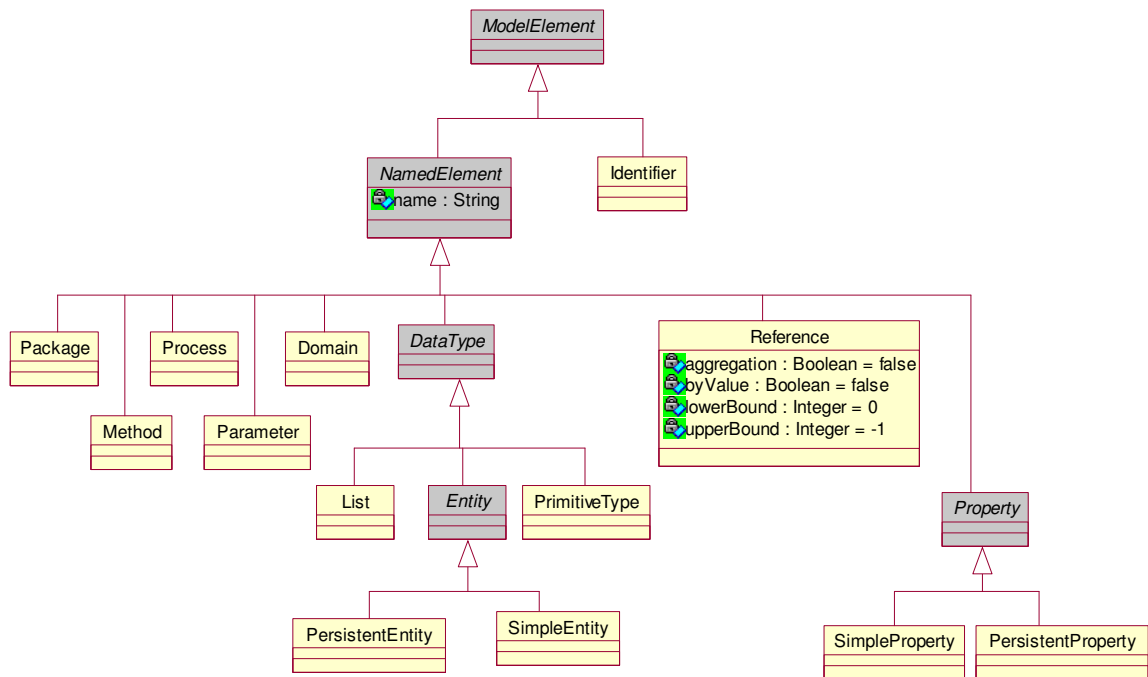 ModelElement
NamedElement
name : String
Identifier
Package
Process
Domain
DataType
Reference
aggregation : Boolean = false
byValue : Boolean = false
lowerBound : Integer = 0
upperBound : Integer = -1
Method
Parameter
List
Entity
PrimitiveType
Property
PersistentEntity
SimpleEntity
SimpleProperty
PersistentProperty